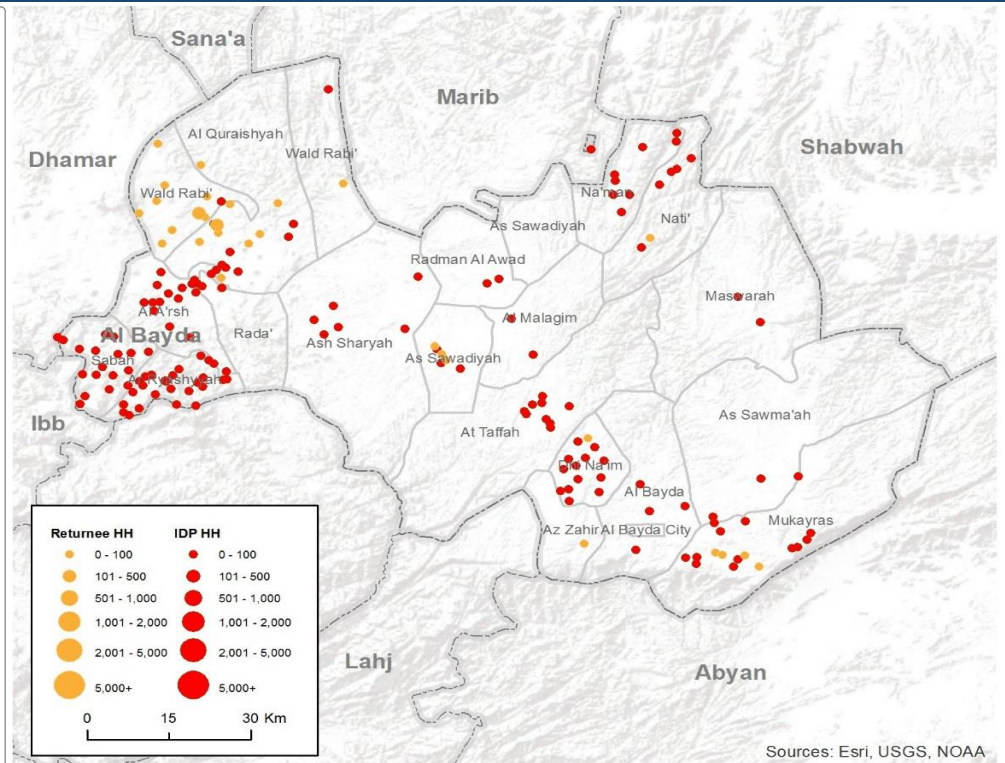 Sana'a
Marib
Al Quraishyah
Wald Rabi'
Dhamar
Shabwah
Wald Rabi'
Na'man
Nati'
As Sawadiyah
Radman Al Awad
Maswarah
Al A'rsh
Al Malagim
Al Bayda
Rada'
Ash Sharyah
As Sawadiyah
Sabah
Al Ryashyyah
As Sawma'ah
Ibb
At Taffah
Dhi Na'im
Al Bayda
Mukayras
Az Zahir
Al Bayda City
Returnee HH IDP HH
0 - 100 0 - 100
101 - 500 101 - 500
501 - 1,000 501 - 1,000
1,001 - 2,000 1,001 - 2,000
2,001 - 5,000 2,001 - 5,000
5,000+ 5,000+
0 15 30 Km
Lahj
Abyan
Sources: Esri, USGS, NOAA